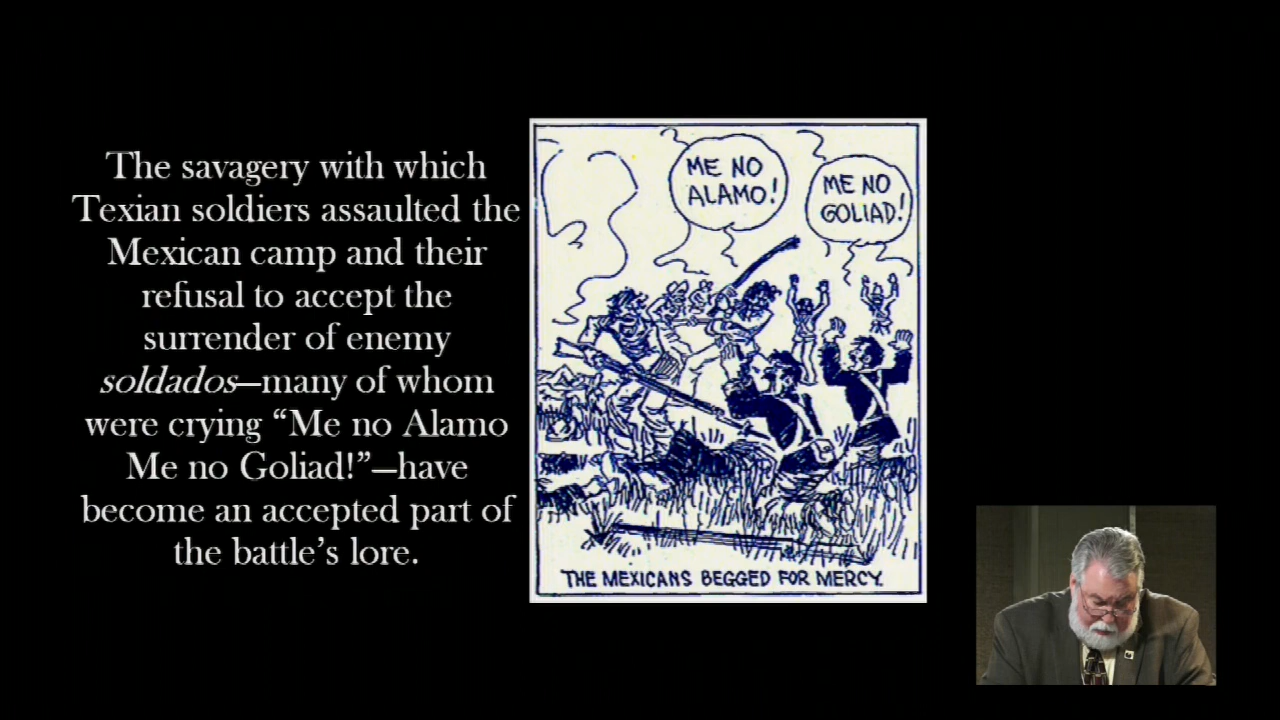 The savagery with which
Texian soldiers assaulted the
Mexican camp and their
refusal to accept the
surrender of enemy
soldados—many of whom
were crying “Me no Alamo
Me no Goliad!”—have
become an accepted part of
the battle’s lore.
ME NO
ALAMO!
ME NO
GOLIAD!
THE MEXICANS BEGGED FOR MERCY.